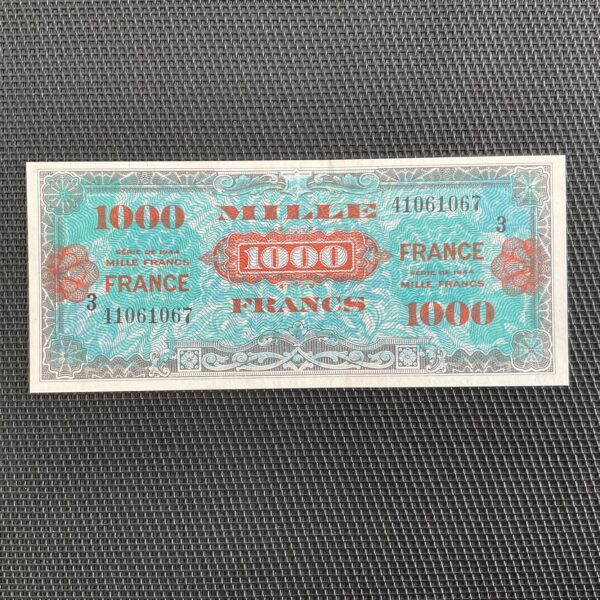 1000
SÉRIE DE 1944
MILLE FRANCS
FRANCE
3
41061067
MILLE
1000
FRANCS
41061067
3
FRANCE
SÉRIE DE 1944
MILLE FRANCS
1000